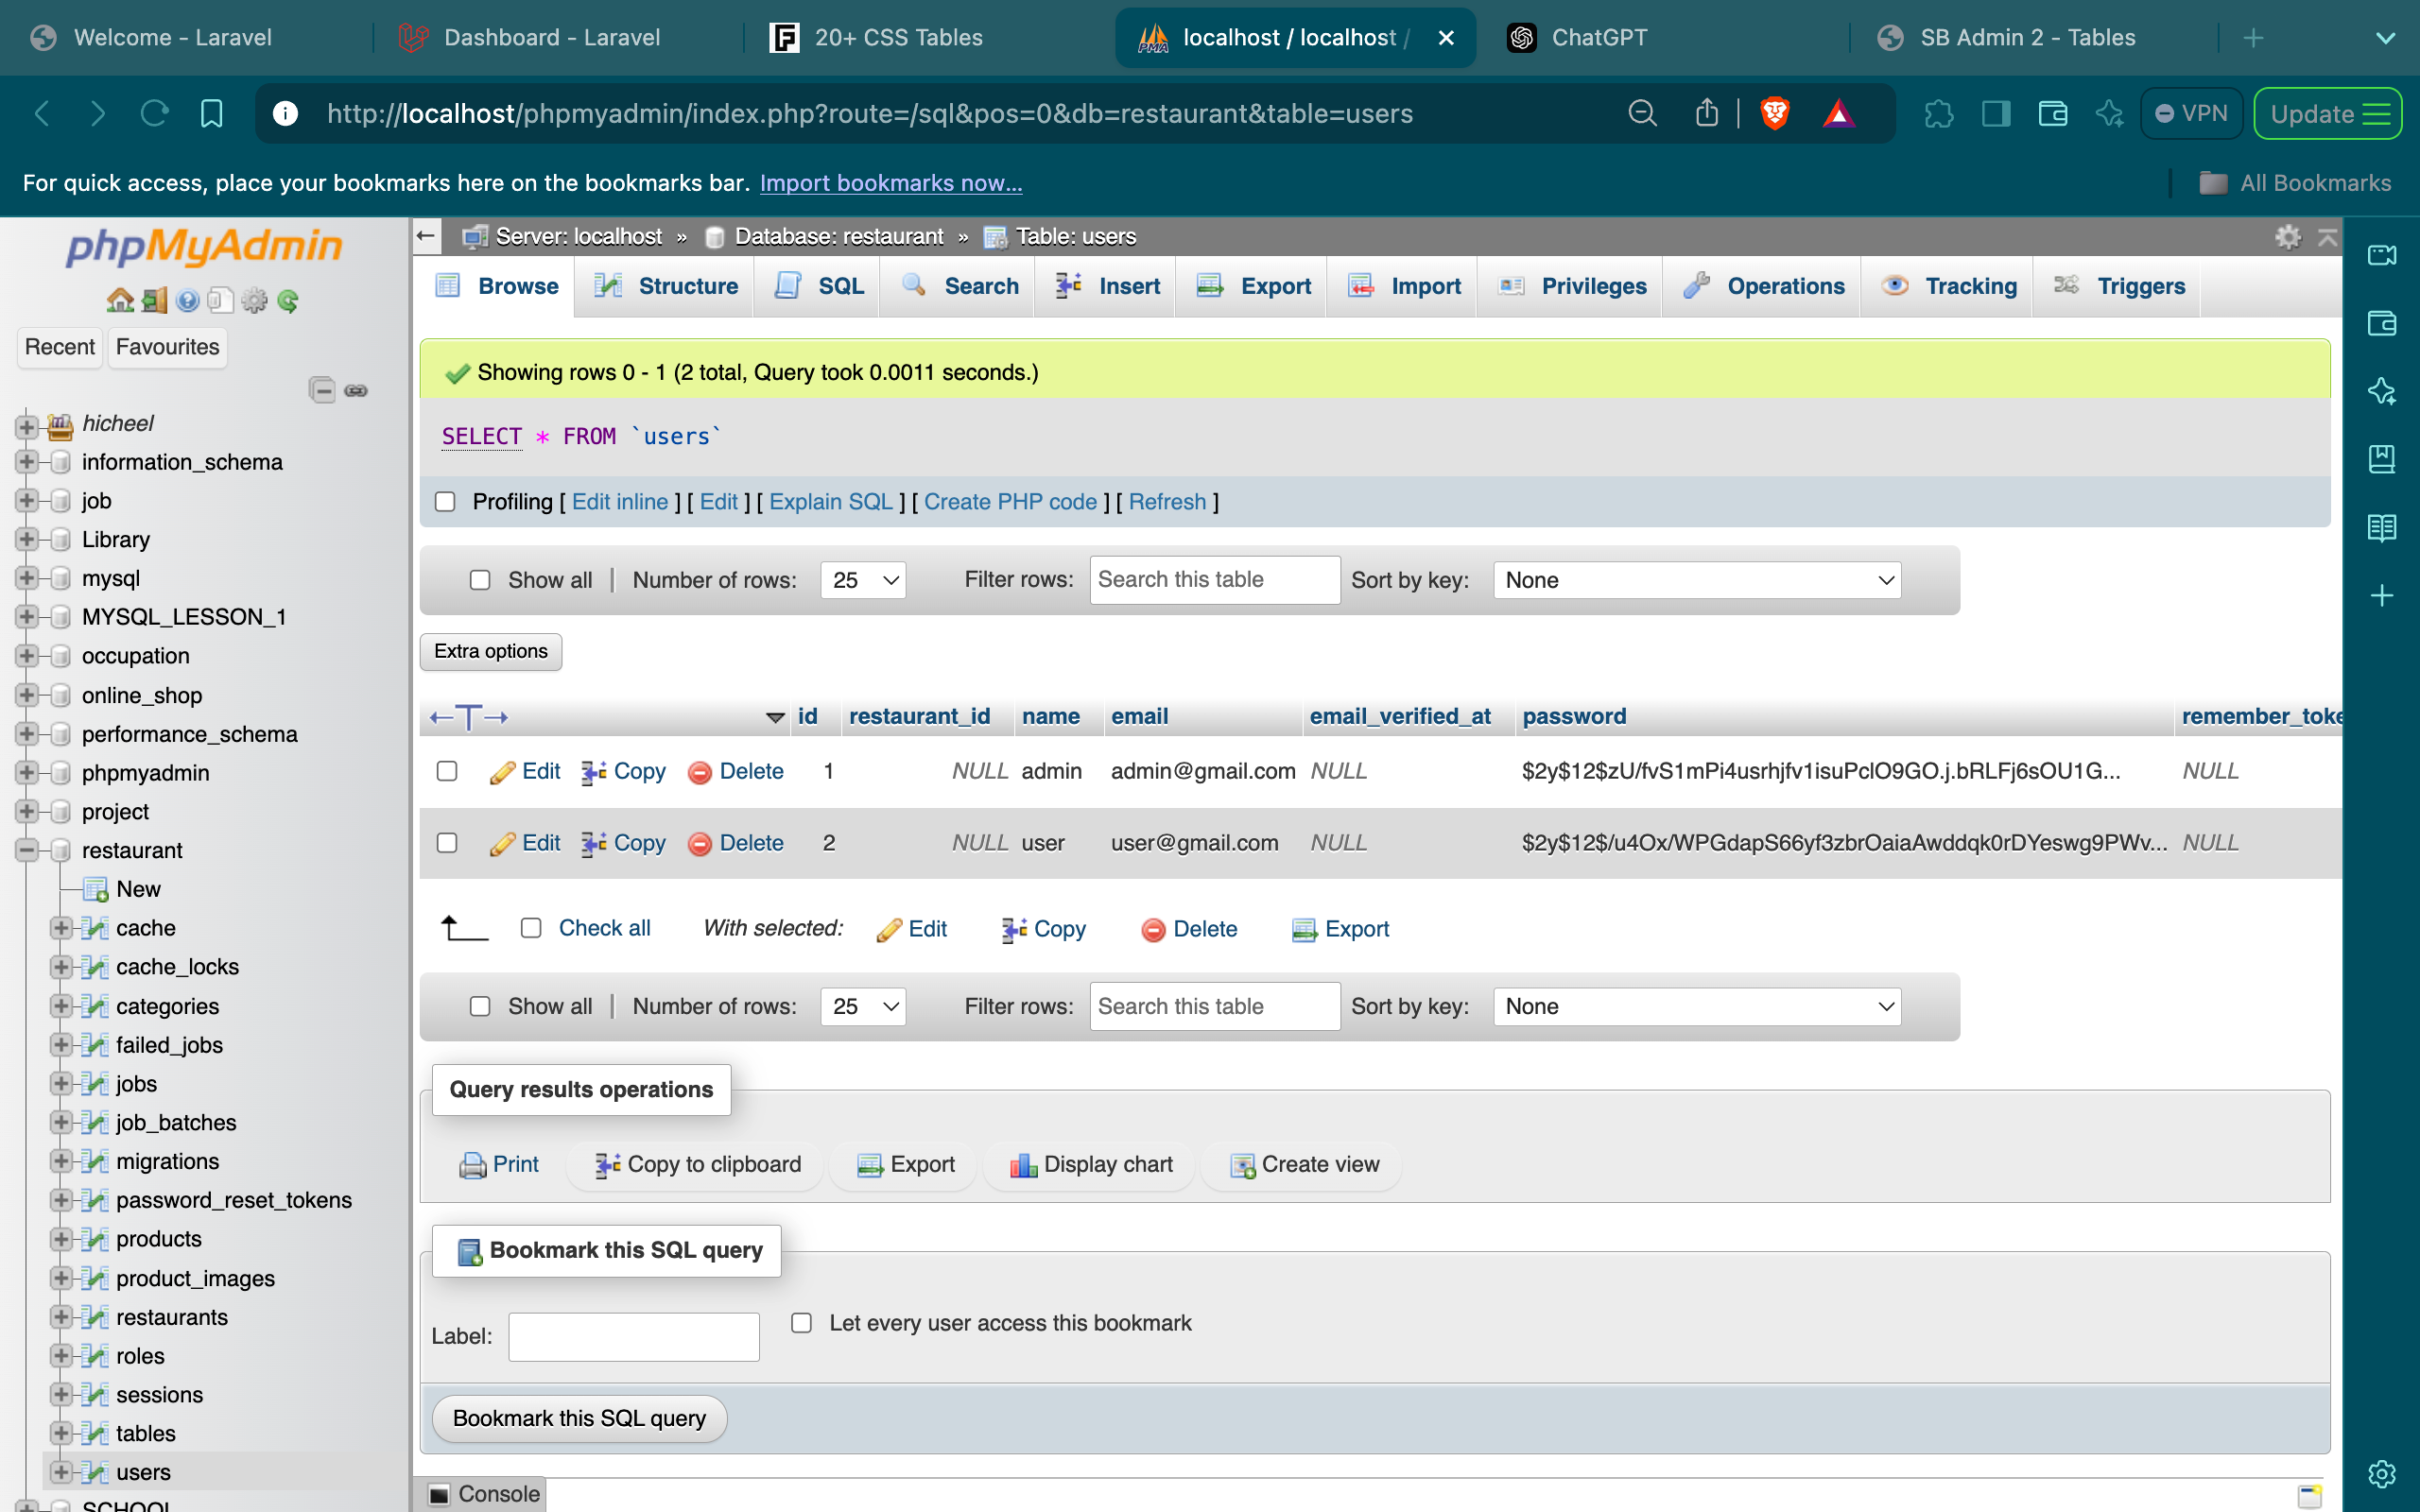 Welcome - Laravel
Dashboard - Laravel
20+ CSS Tables
localhost / localhost /
ChatGPT
SB Admin 2 - Tables
http://localhost/phpmyadmin/index.php?route=/sql&pos=0&db=restaurant&table=users
VPN
Update
For quick access, place your bookmarks here on the bookmarks bar. Import bookmarks now...
All Bookmarks
phpMyAdmin
Recent Favourites
hicheel
information_schema
job
Library
mysql
MYSQL_LESSON_1
occupation
online_shop
performance_schema
phpmyadmin
project
restaurant
New
cache
cache_locks
categories
failed_jobs
jobs
job_batches
migrations
password_reset_tokens
products
product_images
restaurants
roles
sessions
tables
users
SCHOOL
Server: localhost » Database: restaurant » Table: users
Browse Structure SQL Search Insert Export Import Privileges Operations Tracking Triggers
Showing rows 0 - 1 (2 total, Query took 0.0011 seconds.)
SELECT * FROM `users`
Profiling [ Edit inline ] [ Edit ] [ Explain SQL ] [ Create PHP code ] [ Refresh ]
Show all | Number of rows: 25 Filter rows: Search this table Sort by key: None
Extra options
id restaurant_id name email email_verified_at password remember_toke
Edit Copy Delete 1 NULL admin admin@gmail.com NULL $2y$12$zU/fvS1mPi4usrhjfv1isuPclO9GO.j.bRLFj6sOU1G... NULL
Edit Copy Delete 2 NULL user user@gmail.com NULL $2y$12$/u4Ox/WPGdapS66yf3zbrOaiaAwddqk0rDYeswg9PWv... NULL
Check all With selected: Edit Copy Delete Export
Show all | Number of rows: 25 Filter rows: Search this table Sort by key: None
Query results operations
Print Copy to clipboard Export Display chart Create view
Bookmark this SQL query
Label: Let every user access this bookmark
Bookmark this SQL query
Console